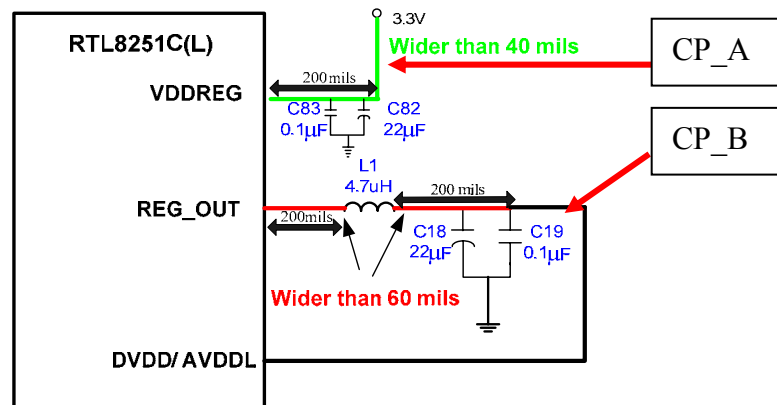 3.3V
RTL8251C(L)
Wider than 40 mils
CP_A
200 mils
VDDREG
C83
0.1µF
C82
22µF
CP_B
L1
4.7uH
200 mils
REG_OUT
200mils
C18
22µF
C19
0.1µF
Wider than 60 mils
DVDD/ AVDDL